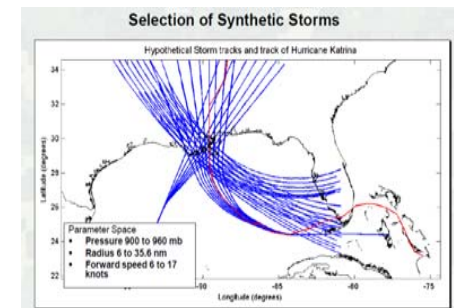 Selection of Synthetic Storms
Hypothetical Storm tracks and track of Hurricane Katrina
34
32
30
28
26
24
22
Latitude (degrees)
Parameter Space
• Pressure 900 to 960 mb
• Radius 6 to 35.6 nm
• Forward speed 6 to 17
knots
-90
-85
-80
-75
Longitude (degrees)